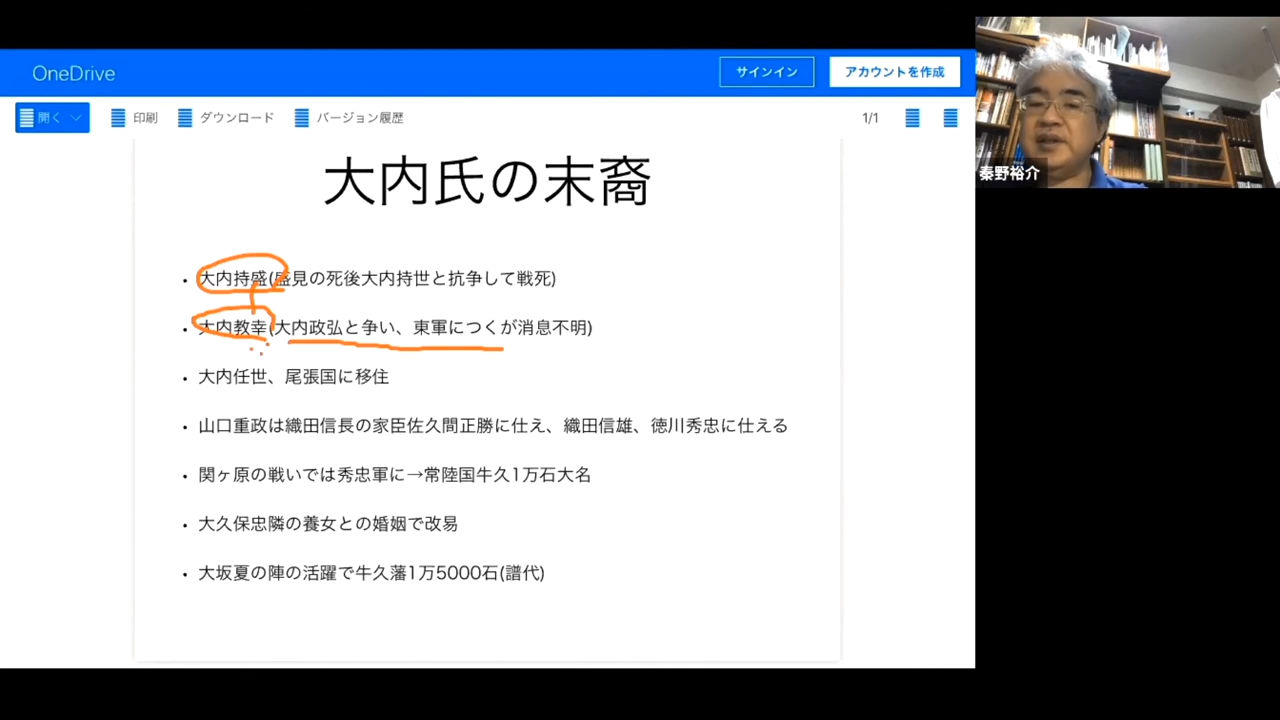 OneDrive
サインイン
アカウントを作成
開く
印刷
ダウンロード
バージョン履歴
1/1
秦野裕介
大内氏の末裔
• 大内持盛(盛見の死後大内持世と抗争して戦死)
• 大内教幸(大内政弘と争い、東軍につくが消息不明)
• 大内任世、尾張国に移住
• 山口重政は織田信長の家臣佐久間正勝に仕え、織田信雄、徳川秀忠に仕える
• 関ヶ原の戦いでは秀忠軍に→常陸国牛久1万石大名
• 大久保忠隣の養女との婚姻で改易
• 大坂夏の陣の活躍で牛久藩1万5000石(譜代)